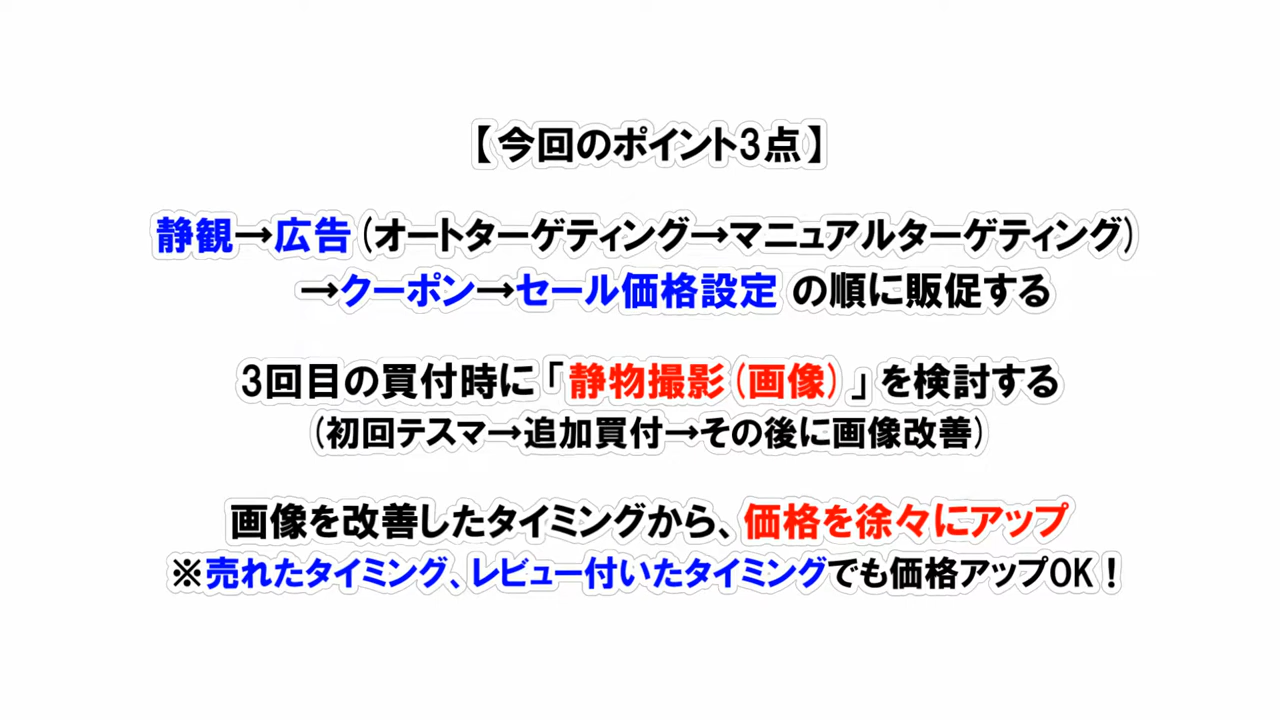 【今回のポイント3点】
静観→広告(オートターゲティング→マニュアルターゲティング)
→クーポン→セール価格設定 の順に販促する
3回目の買付時に「静物撮影(画像)」を検討する
(初回テスマ→追加買付→その後に画像改善)
画像を改善したタイミングから、価格を徐々にアップ
※売れたタイミング、レビュー付いたタイミングでも価格アップOK！